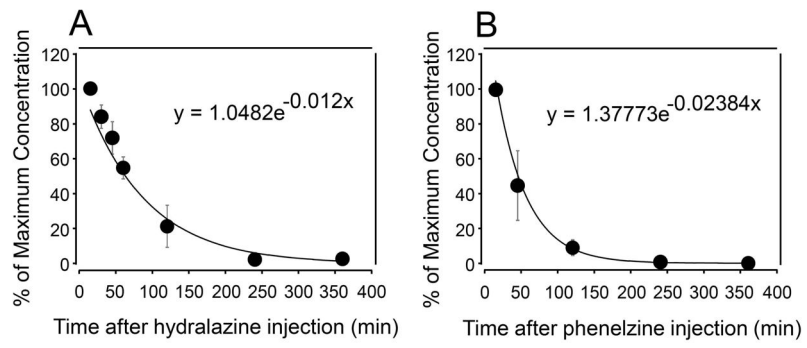 A
% of Maximum Concentration
120
100
80
60
40
20
0
y = 1.0482e-0.012x
0 50 100 150 200 250 300 350 400
Time after hydralazine injection (min)
B
% of Maximum Concentration
120
100
80
60
40
20
0
y = 1.37773e-0.02384x
0 50 100 150 200 250 300 350 400
Time after phenelzine injection (min)